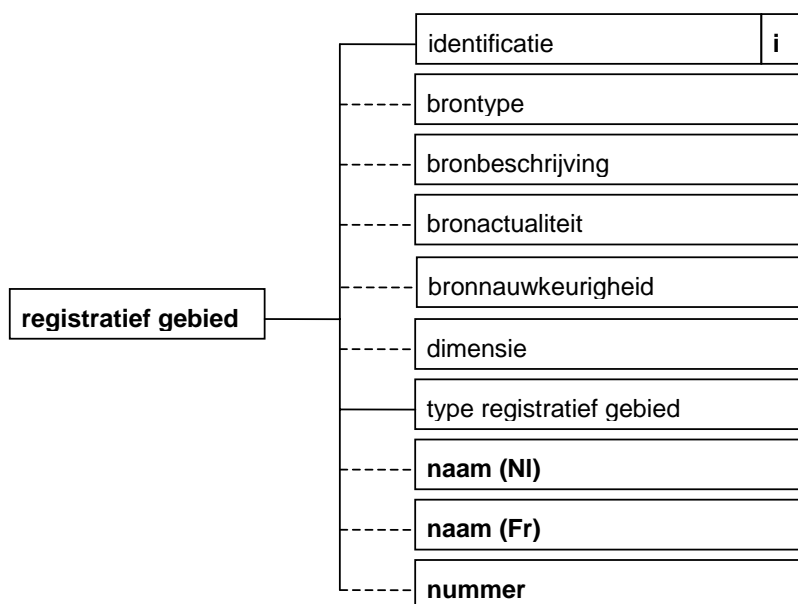 identificatie i
brontype
bronbeschrijving
bronactualiteit
bronnauwkeurigheid
registratief gebied
dimensie
type registratief gebied
naam (Nl)
naam (Fr)
nummer